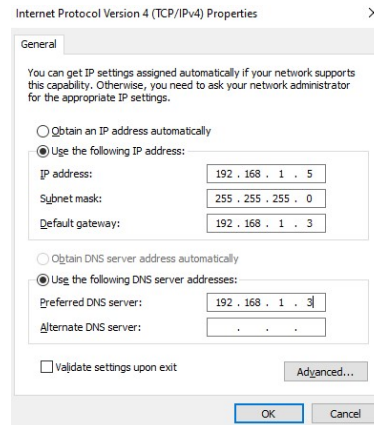 Internet Protocol Version 4 (TCP/IPv4) Properties
General
You can get IP settings assigned automatically if your network supports
this capability. Otherwise, you need to ask your network administrator
for the appropriate IP settings.
Obtain an IP address automatically
Use the following IP address:
IP address: 192 . 168 . 1 . 5
Subnet mask: 255 . 255 . 255 . 0
Default gateway: 192 . 168 . 1 . 3
Obtain DNS server address automatically
Use the following DNS server addresses:
Preferred DNS server: 192 . 168 . 1 . 3
Alternate DNS server: . . .
Validate settings upon exit
Advanced...
OK Cancel